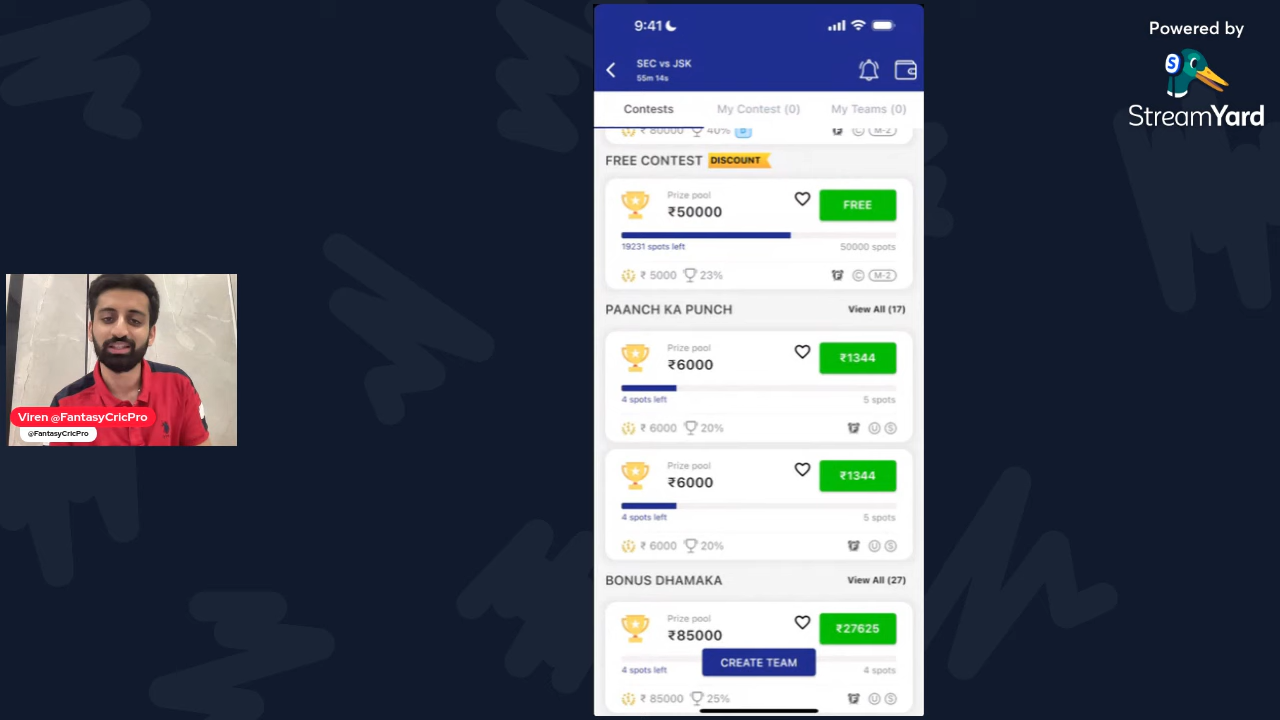 Powered by
StreamYard
Viren @FantasyCricPro
@FantasyCricPro
9:41
SEC vs JSK
55m 14s
Contests
My Contest (0)
My Teams (0)
₹ 80000 40% B F C M-2
FREE CONTEST DISCOUNT
Prize pool
₹50000
FREE
19231 spots left
50000 spots
₹ 5000 23% F C M-2
PAANCH KA PUNCH
View All (17)
Prize pool
₹6000
₹1344
4 spots left
5 spots
₹ 6000 20% F U S
Prize pool
₹6000
₹1344
4 spots left
5 spots
₹ 6000 20% F U S
BONUS DHAMAKA
View All (27)
Prize pool
₹85000
₹27625
CREATE TEAM
4 spots left
4 spots
₹ 85000 25% F U S